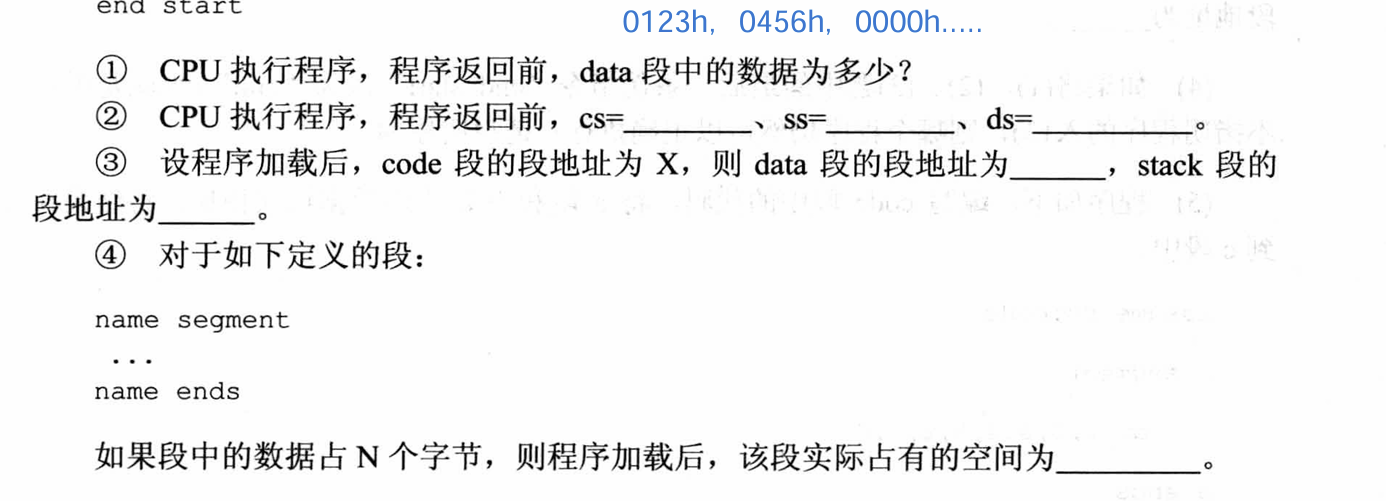 end start
0123h, 0456h, 0000h.....
① CPU 执行程序，程序返回前，data 段中的数据为多少？
② CPU 执行程序，程序返回前，cs=______、ss=______、ds=______。
③ 设程序加载后，code 段的段地址为 X，则 data 段的段地址为______，stack 段的
段地址为______。
④ 对于如下定义的段：
name segment
...
name ends
如果段中的数据占 N 个字节，则程序加载后，该段实际占有的空间为______。